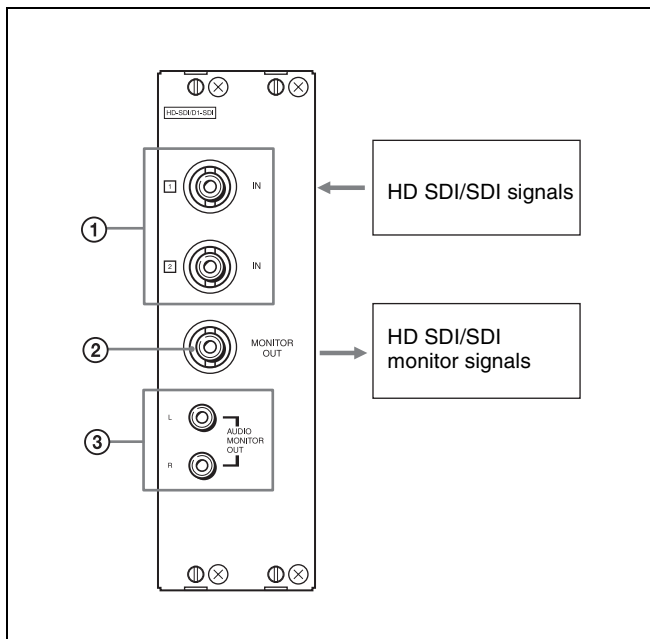 HD-SDI/D1-SDI
1 IN
HD SDI/SDI signals
① 2 IN
② MONITOR
OUT
HD SDI/SDI
monitor signals
③
L
AUDIO
MONITOR
OUT
R